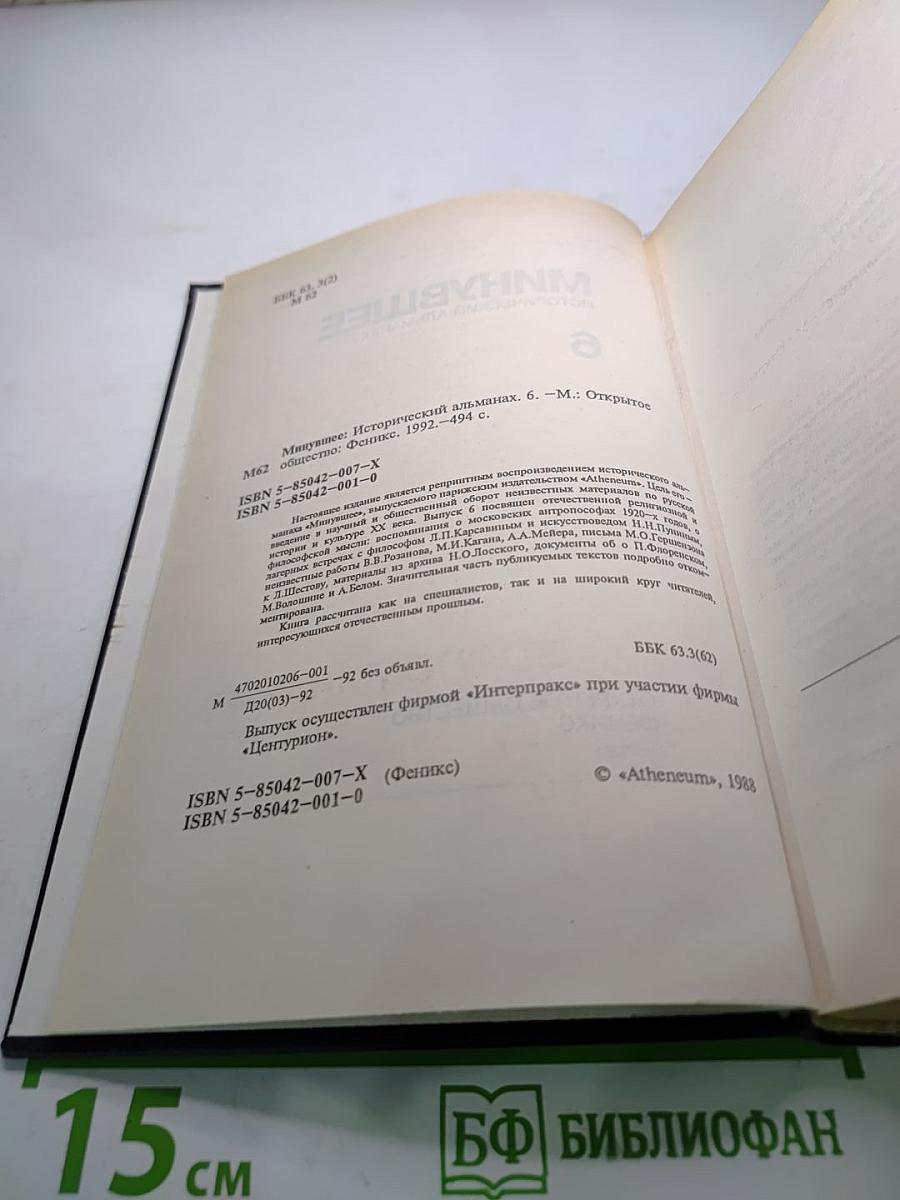 ББК 63. 3(2)
М 62
МИНУВШЕЕ
ИСТОРИЧЕСКИЙ АЛЬМАНАХ
6
Минувшее: Исторический альманах. 6. —М.: Открытое
М62 общество: Феникс. 1992.—494 с.
ISBN 5—85042—007—X
ISBN 5—85042—001—0
Настоящее издание является репринтным воспроизведением исторического аль-
манаха «Минувшее», выпускаемого парижским издательством «Atheneum». Цель его —
введение в научный и общественный оборот неизвестных материалов по русской
истории и культуре XX века. Выпуск 6 посвящен отечественной религиозной и
философской мысли: воспоминания о московских антропософах 1920—х годов, о
лагерных встречах с философом Л.П.Карсавиным и искусствоведом Н.Н.Пуниным,
неизвестные работы В.В.Розанова, М.И.Кагана, А.А.Мейера, письма М.О.Гершензона
к Л.Шестову, материалы из архива Н.О.Лосского, документы об о П.Флоренском,
М.Волошине и А.Белом. Значительная часть публикуемых текстов подробно отком-
ментирована.
Книга рассчитана как на специалистов, так и на широкий круг читателей,
интересующихся отечественным прошлым.
ББК 63.3(62)
М 4702010206—001
Д20(03)—92 —92 без объявл.
Выпуск осуществлен фирмой «Интерпракс» при участии фирмы
«Центурион».
ISBN 5—85042—007—X (Феникс)
ISBN 5—85042—001—0
© «Atheneum», 1988
15 см
БФ БИБЛИОФАН